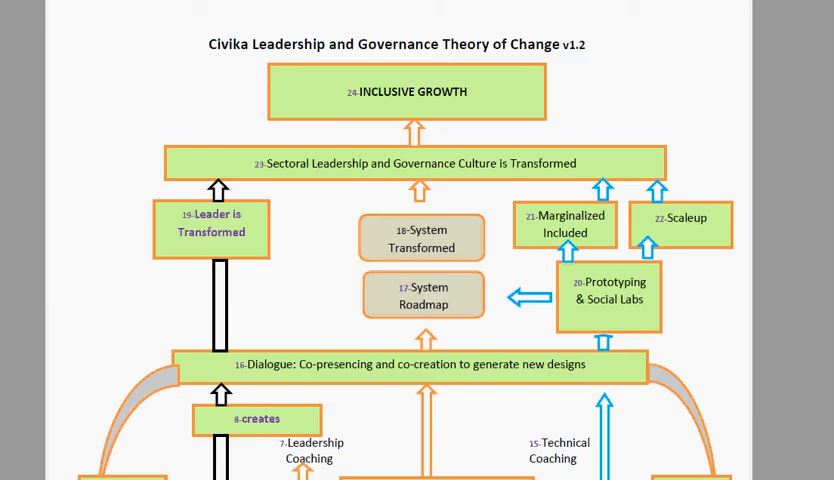 Civika Leadership and Governance Theory of Change v1.2
24-INCLUSIVE GROWTH
23-Sectoral Leadership and Governance Culture is Transformed
19-Leader is
Transformed
18-System
Transformed
21-Marginalized
Included
22-Scaleup
17-System
Roadmap
20-Prototyping
& Social Labs
16-Dialogue: Co-presencing and co-creation to generate new designs
8-creates
7-Leadership
Coaching
15-Technical
Coaching